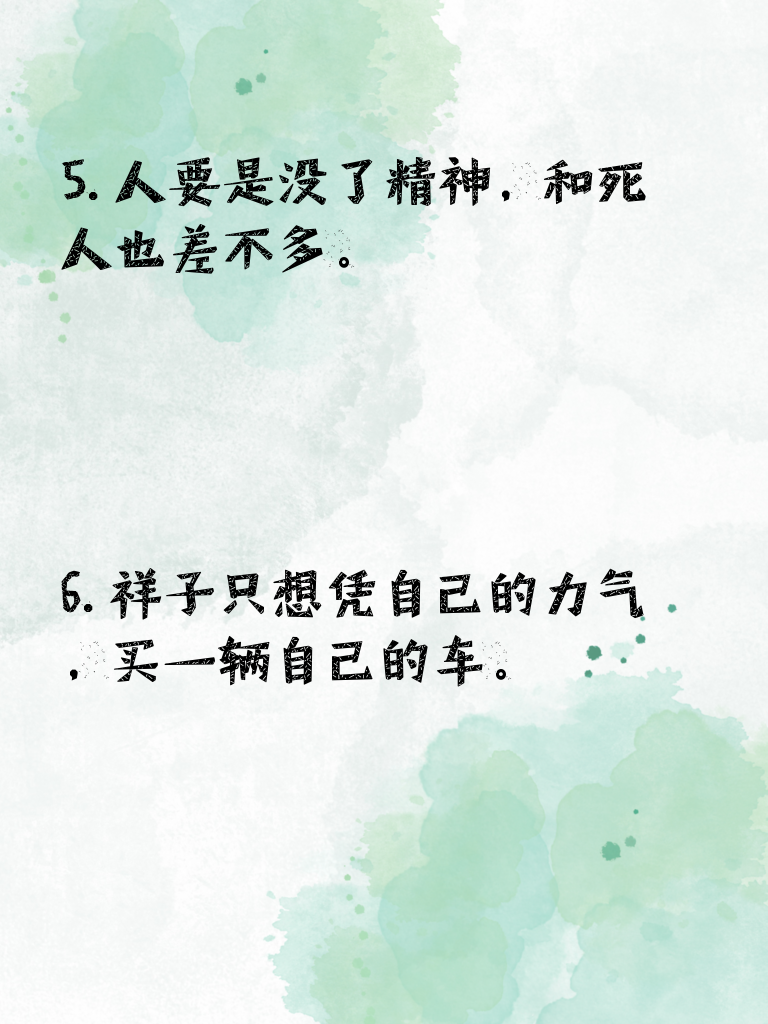 5. 人要是没了精神，和死
人也差不多。
6. 祥子只想凭自己的力气
，买一辆自己的车。